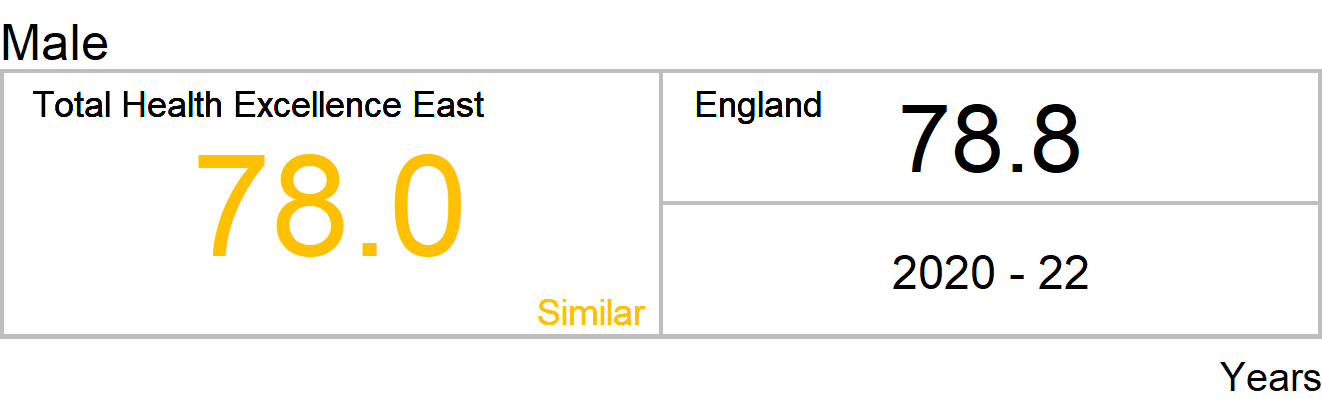 Male
Total Health Excellence East
78.0
Similar
England
78.8
2020 - 22
Years